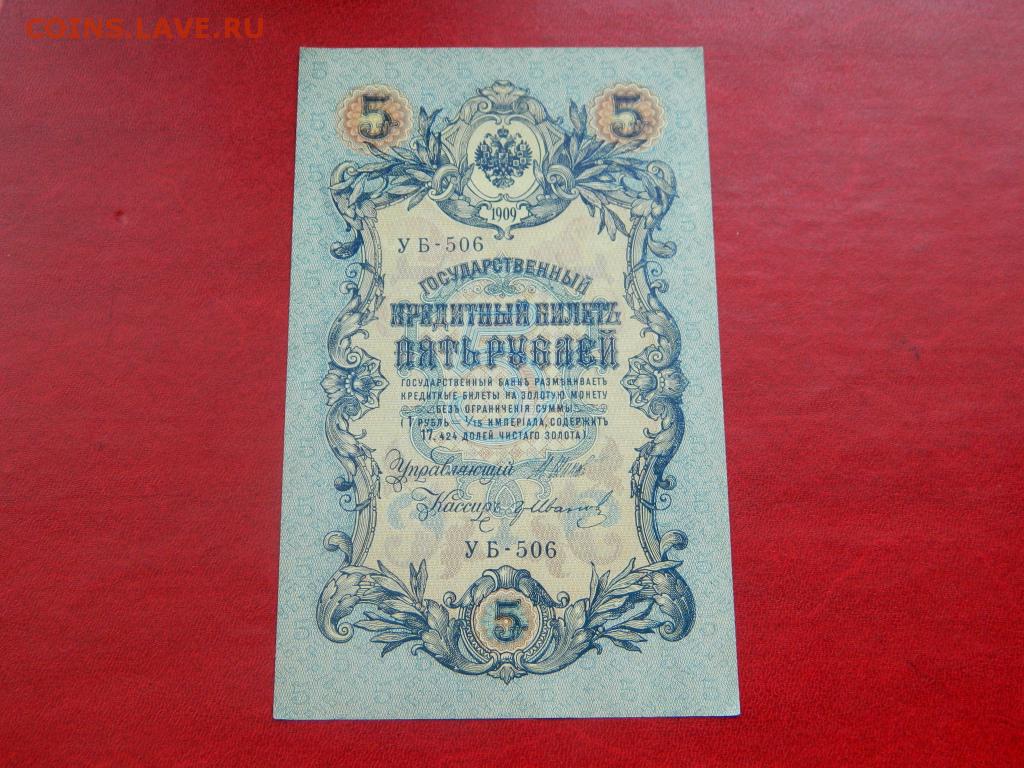 COINS.LAVE.RU
5 5
1909
УБ-506
ГОСУДАРСТВЕННЫЙ
КРЕДИТНЫЙ БИЛЕТЪ
ПЯТЬ РУБЛЕЙ
ГОСУДАРСТВЕННЫЙ БАНКЪ РАЗМѢНИВАЕТЪ
КРЕДИТНЫЕ БИЛЕТЫ НА ЗОЛОТУЮ МОНЕТУ
БЕЗЪ ОГРАНИЧЕНІЯ СУММЫ
(1 РУБЛЬ = 1/15 ИМПЕРІАЛА, СОДЕРЖИТЪ
17,424 ДОЛЕЙ ЧИСТАГО ЗОЛОТА).
Управляющій
Кассиръ Гр Иванов
УБ-506
5